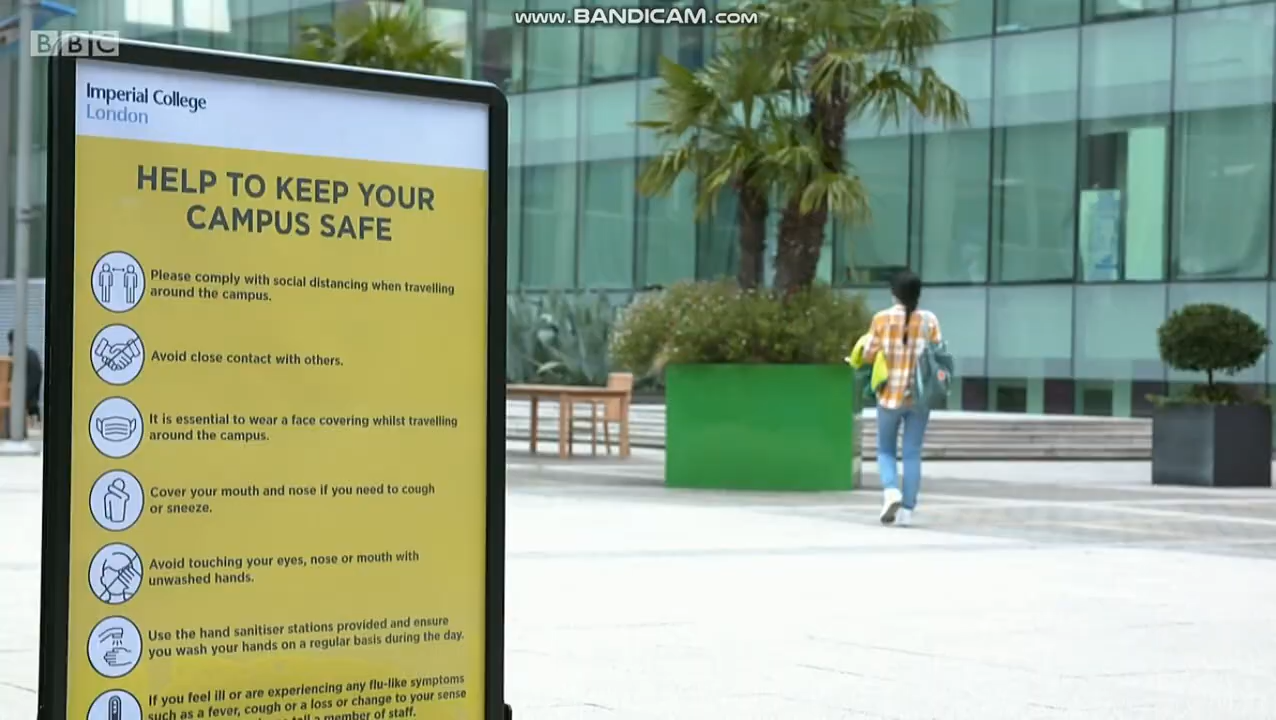 www.BANDICAM.com
BBC
Imperial College
London
HELP TO KEEP YOUR
CAMPUS SAFE
Please comply with social distancing when travelling
around the campus.
Avoid close contact with others.
It is essential to wear a face covering whilst travelling
around the campus.
Cover your mouth and nose if you need to cough
or sneeze.
Avoid touching your eyes, nose or mouth with
unwashed hands.
Use the hand sanitiser stations provided and ensure
you wash your hands on a regular basis during the day.
If you feel ill or are experiencing any flu-like symptoms
such as a fever, cough or a loss or change to your sense
a member of staff.